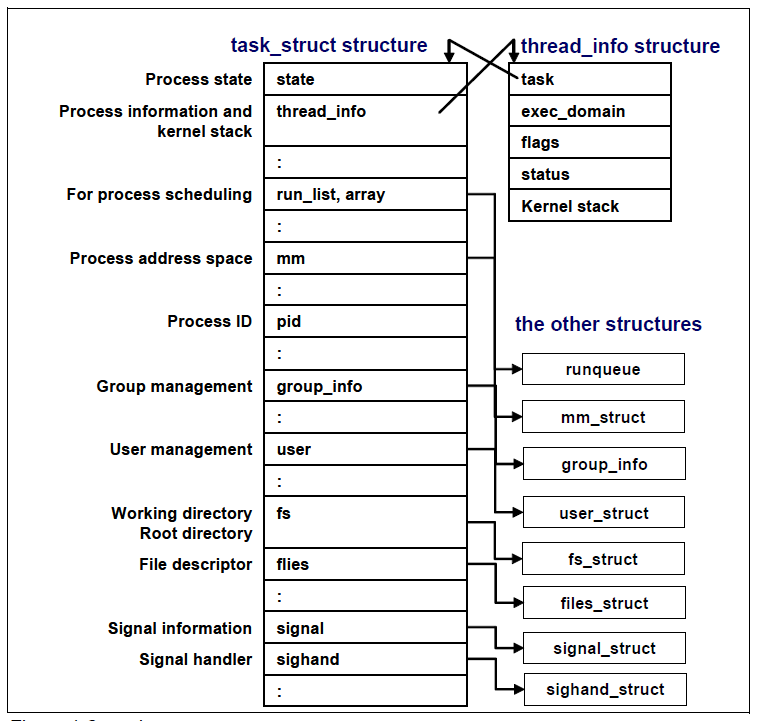 task_struct structure
thread_info structure
Process state
state
task
Process information and
kernel stack
thread_info
exec_domain
flags
:
status
For process scheduling
run_list, array
Kernel stack
:
Process address space
mm
:
the other structures
Process ID
pid
:
runqueue
Group management
group_info
:
mm_struct
User management
user
group_info
:
Working directory
Root directory
fs
user_struct
fs_struct
File descriptor
flies
:
files_struct
Signal information
signal
signal_struct
Signal handler
sighand
:
sighand_struct